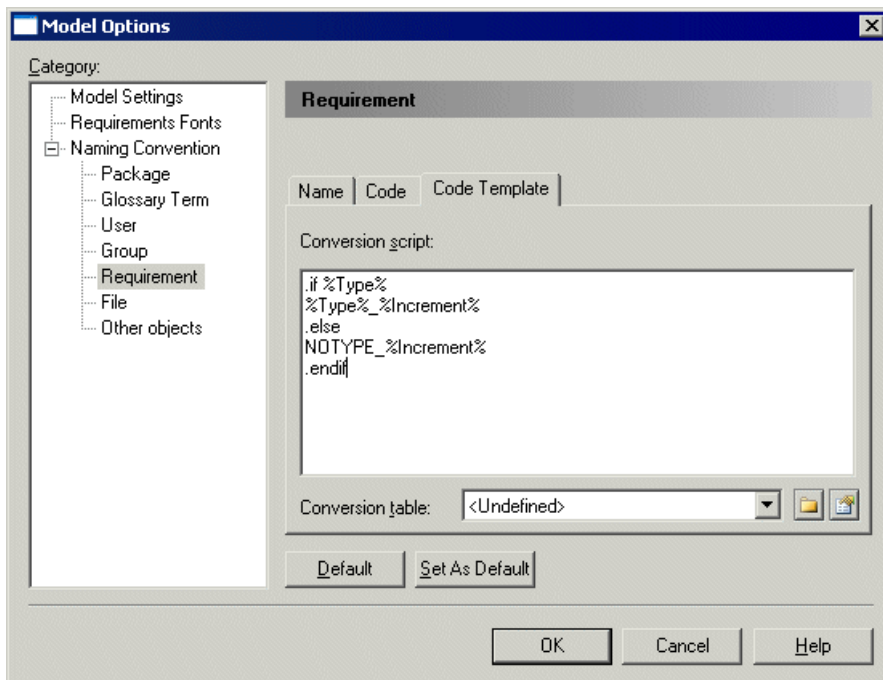 Model Options
Category:
Model Settings
Requirements Fonts
Naming Convention
Package
Glossary Term
User
Group
Requirement
File
Other objects
Requirement
Name Code Code Template
Conversion script:
.if %Type%
%Type%_%Increment%
.else
NOTYPE_%Increment%
.endif
Conversion table: <Undefined>
Default Set As Default
OK Cancel Help